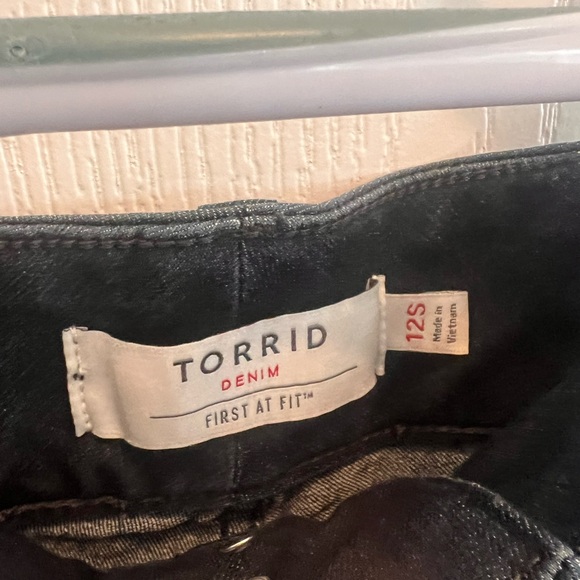 TORRID
DENIM
FIRST AT FIT™
12S
Made in
Vietnam